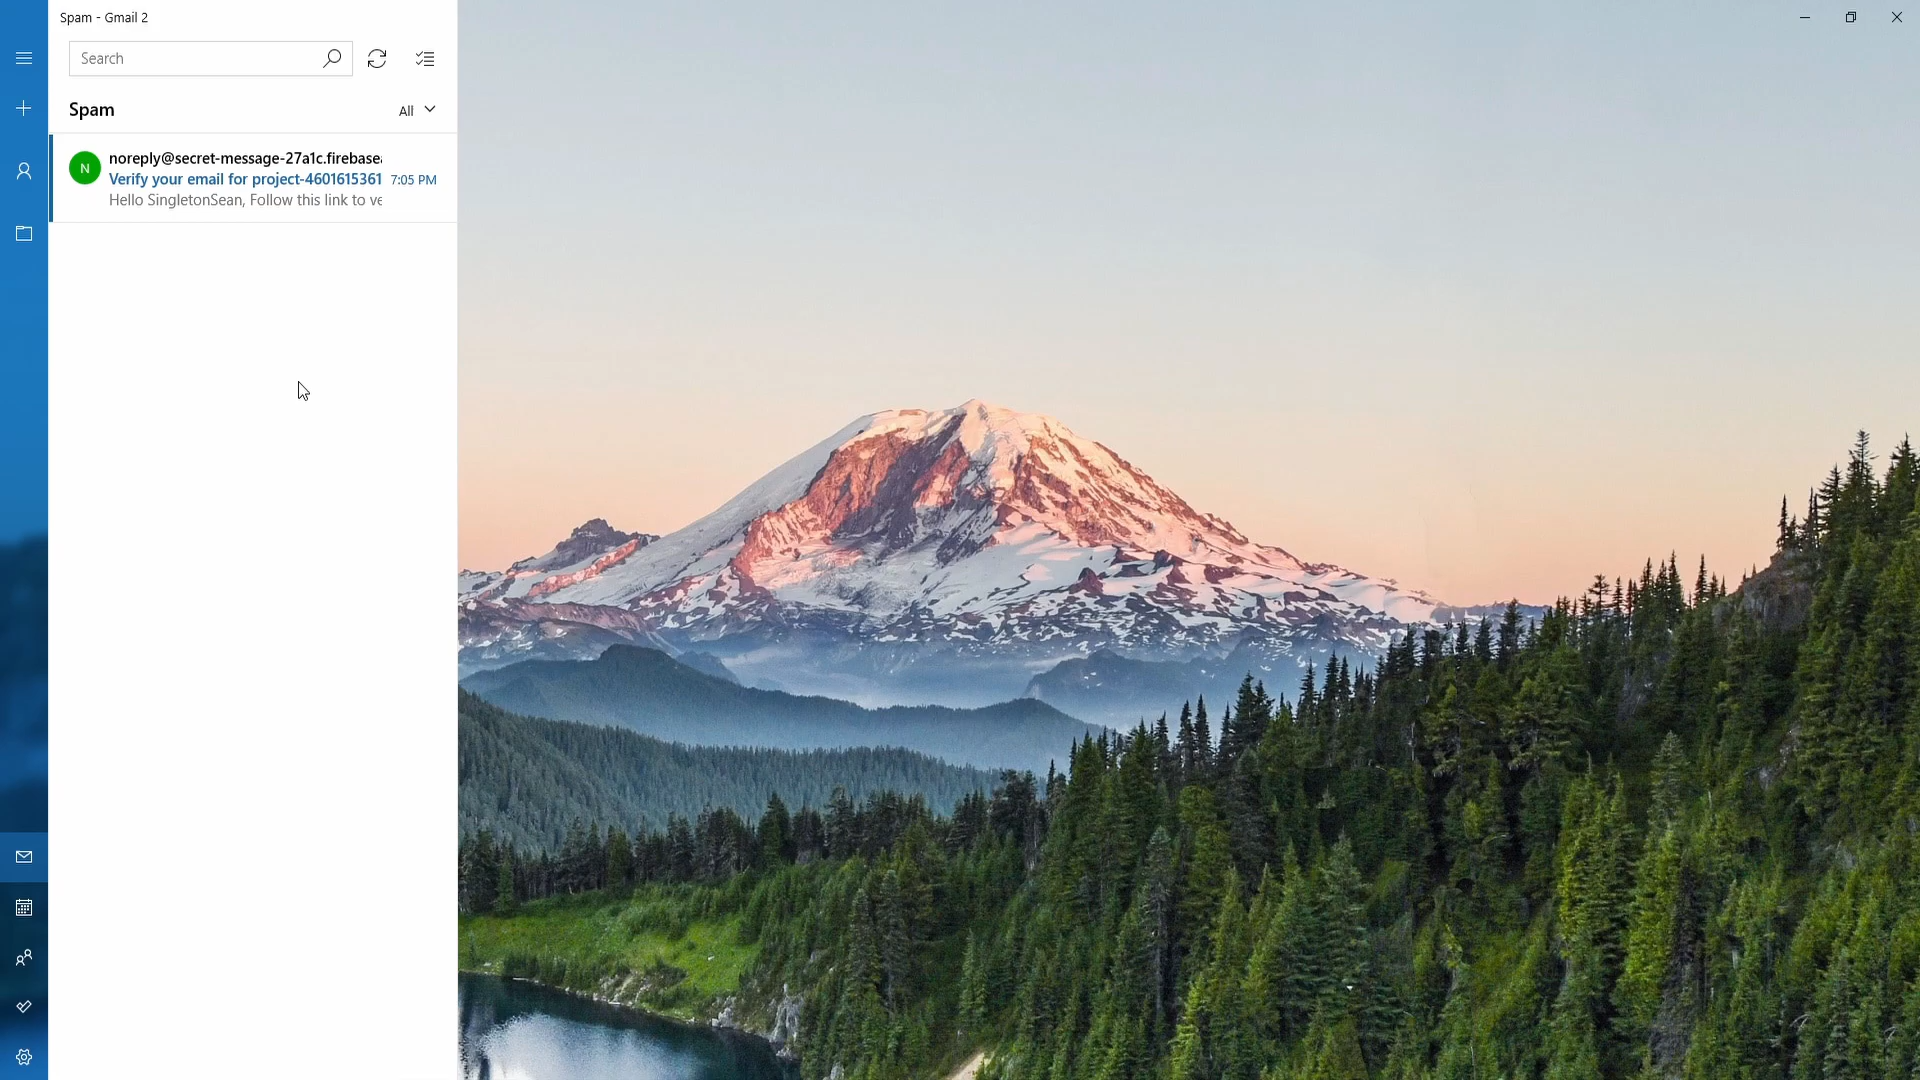 Spam - Gmail 2
Search
Spam
All
N
noreply@secret-message-27a1c.firebasea
Verify your email for project-4601615361
7:05 PM
Hello SingletonSean, Follow this link to ve